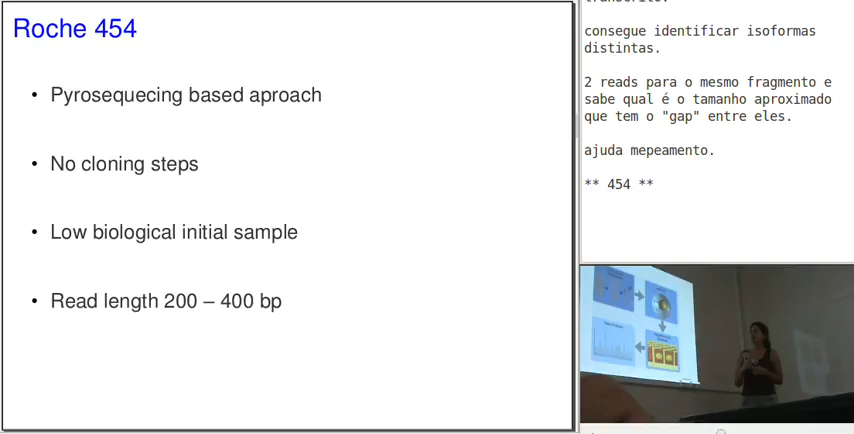 Roche 454
• Pyrosequecing based aproach
• No cloning steps
• Low biological initial sample
• Read length 200 – 400 bp
consegue identificar isoformas
distintas.
2 reads para o mesmo fragmento e
sabe qual é o tamanho aproximado
que tem o "gap" entre eles.
ajuda mepeamento.
** 454 **